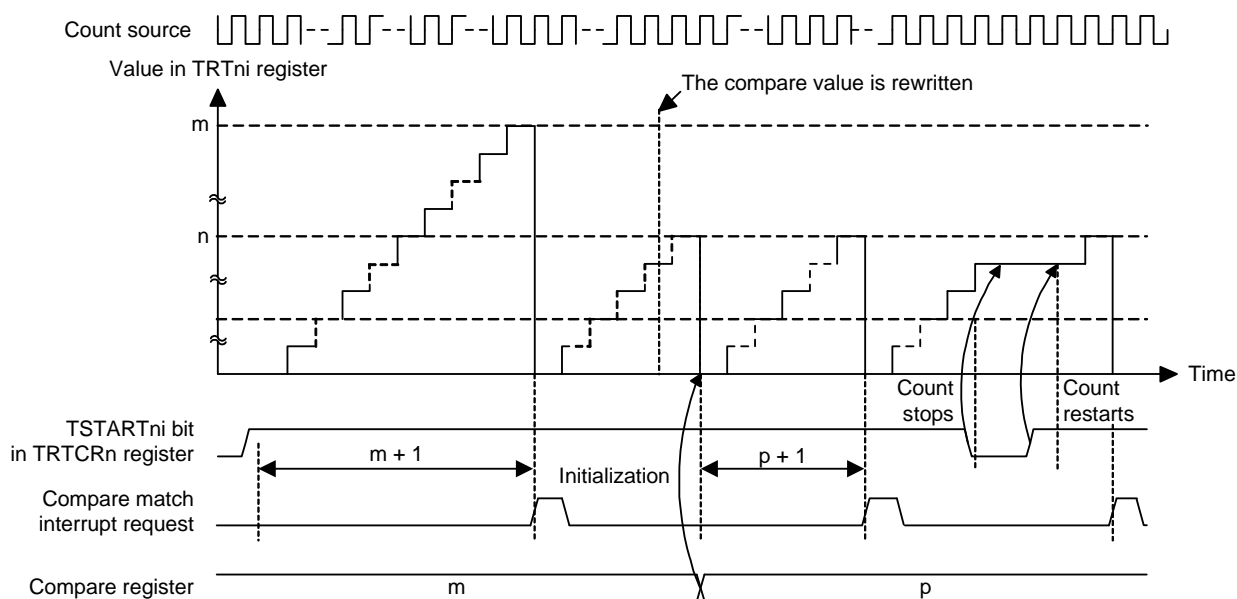 Count source
Value in TRTni register
The compare value is rewritten
m
n
Time
Count
stops
Count
restarts
TSTARTni bit
in TRTCRn register
m + 1
Initialization
p + 1
Compare match
interrupt request
Compare register
m
p